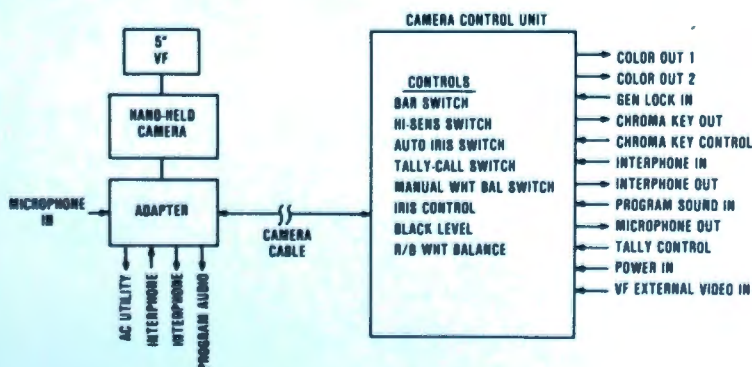 CAMERA CONTROL UNIT
5"
VF
HAND-HELD
CAMERA
ADAPTER
MICROPHONE
IN
CAMERA
CABLE
AC UTILITY
INTERPHONE
INTERPHONE
PROGRAM AUDIO
CONTROLS
BAR SWITCH
HI-SENS SWITCH
AUTO IRIS SWITCH
TALLY-CALL SWITCH
MANUAL WHT BAL SWITCH
IRIS CONTROL
BLACK LEVEL
R/B WHT BALANCE
COLOR OUT 1
COLOR OUT 2
GEN LOCK IN
CHROMA KEY OUT
CHROMA KEY CONTROL
INTERPHONE IN
INTERPHONE OUT
PROGRAM SOUND IN
MICROPHONE OUT
TALLY CONTROL
POWER IN
VF EXTERNAL VIDEO IN